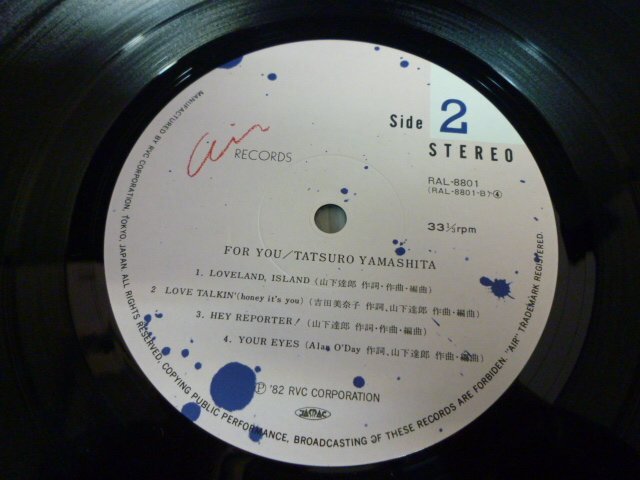 Side 2
STEREO
Air RECORDS
RAL-8801
(RAL-8801-B)④
33⅓rpm
FOR YOU/TATSURO YAMASHITA
1. LOVELAND, ISLAND (山下達郎 作詞・作曲・編曲)
2 LOVE TALKIN'(honey it's you) (吉田美奈子 作詞、山下達郎 作曲・編曲)
3. HEY REPORTER! (山下達郎 作詞・作曲・編曲)
4. YOUR EYES (Alan O'Day 作詞、山下達郎 作曲・編曲)
Ⓟ '82 RVC CORPORATION
JASRAC
MANUFACTURED BY RVC CORPORATION, TOKYO, JAPAN. ALL RIGHTS RESERVED, COPYING PUBLIC PERFORMANCE, BROADCASTING OF THESE RECORDS ARE FORBIDEN. "AIR" TRADEMARK REGISTERED.